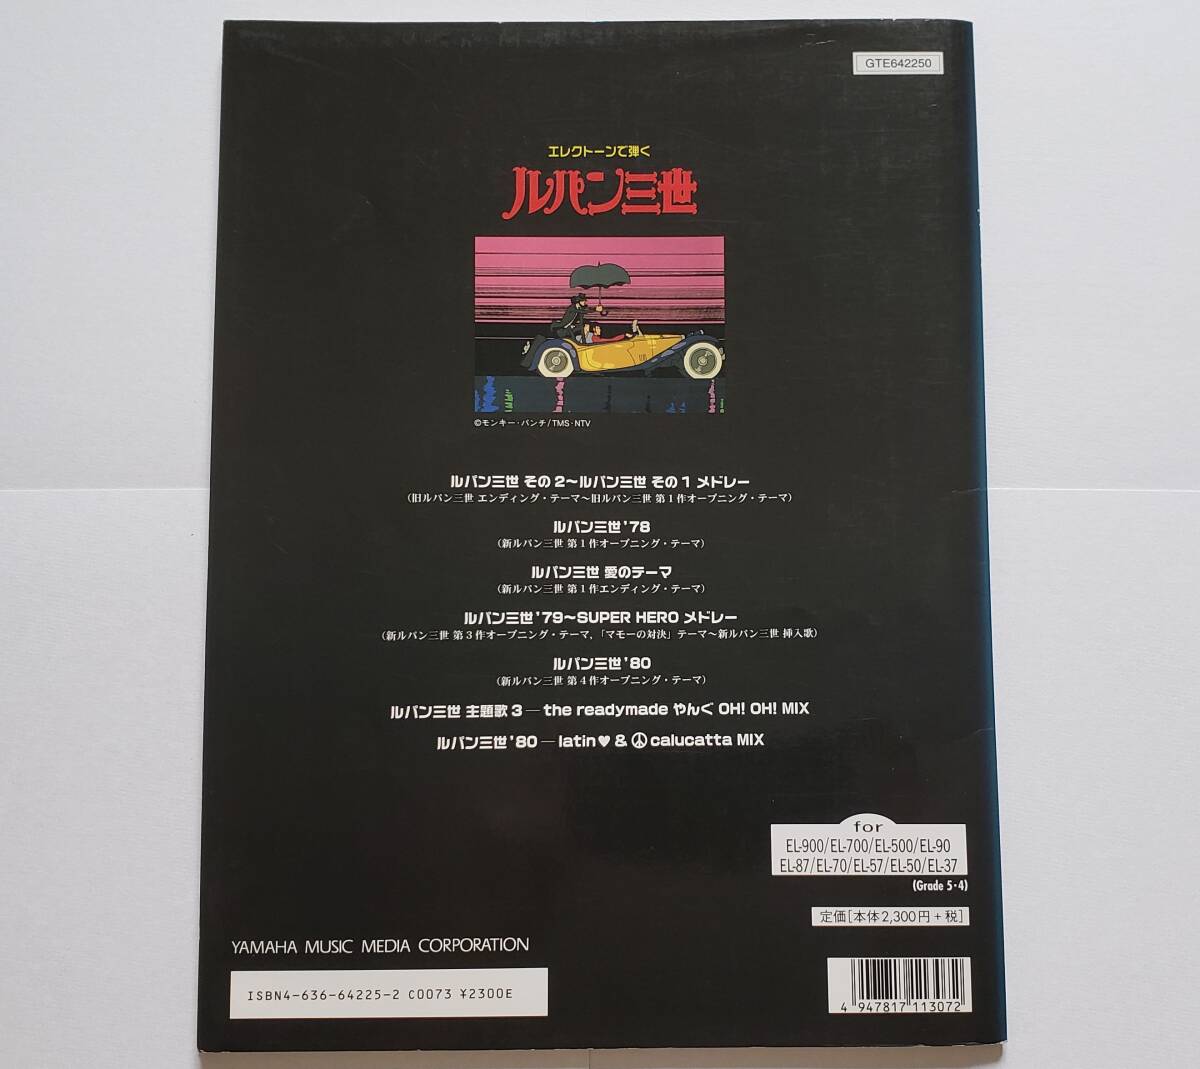 GTE642250
エレクトーンで弾く
ルパン三世
©モンキー・パンチ/TMS・NTV
ルパン三世 その2〜ルパン三世 その1 メドレー
(旧ルパン三世 エンディング・テーマ〜旧ルパン三世 第1作オープニング・テーマ)
ルパン三世'78
(新ルパン三世 第1作オープニング・テーマ)
ルパン三世 愛のテーマ
(新ルパン三世 第1作エンディング・テーマ)
ルパン三世'79〜SUPER HERO メドレー
(新ルパン三世 第3作オープニング・テーマ,「マモーの対決」テーマ〜新ルパン三世 挿入歌)
ルパン三世'80
(新ルパン三世 第4作オープニング・テーマ)
ルパン三世 主題歌3―the readymade やんぐ OH! OH! MIX
ルパン三世'80―latin♥&☮calucatta MIX
for
EL-900/EL-700/EL-500/EL-90
EL-87/EL-70/EL-57/EL-50/EL-37
(Grade 5・4)
定価[本体2,300円+税]
YAMAHA MUSIC MEDIA CORPORATION
ISBN4-636-64225-2 C0073 ¥2300E
4 947817 113072